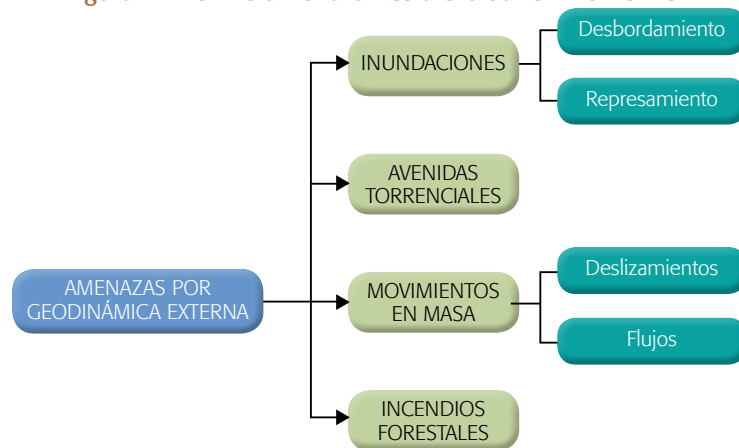 INUNDACIONES
Desbordamiento
Represamiento
AVENIDAS
TORRENCIALES
AMENAZAS POR
GEODINÁMICA EXTERNA
MOVIMIENTOS
EN MASA
Deslizamientos
Flujos
INCENDIOS
FORESTALES